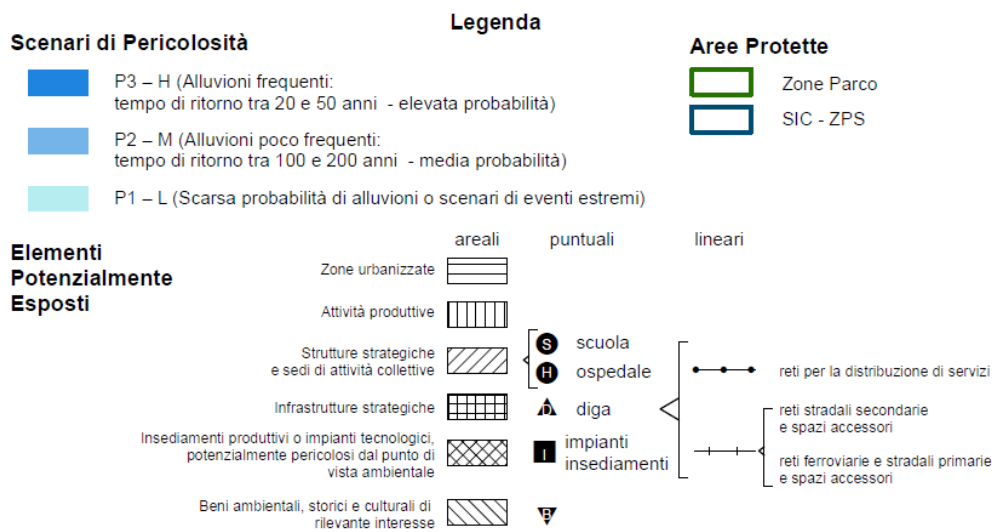 Legenda
Scenari di Pericolosità
P3 – H (Alluvioni frequenti:
tempo di ritorno tra 20 e 50 anni - elevata probabilità)
P2 – M (Alluvioni poco frequenti:
tempo di ritorno tra 100 e 200 anni - media probabilità)
P1 – L (Scarsa probabilità di alluvioni o scenari di eventi estremi)
Aree Protette
Zone Parco
SIC - ZPS
Elementi
Potenzialmente
Esposti
areali puntuali lineari
Zone urbanizzate
Attività produttive
Strutture strategiche
e sedi di attività collettive
S scuola
H ospedale
Infrastrutture strategiche
D diga
Insediamenti produttivi o impianti tecnologici,
potenzialmente pericolosi dal punto di
vista ambientale
I impianti
insediamenti
Beni ambientali, storici e culturali di
rilevante interesse
B
reti per la distribuzione di servizi
reti stradali secondarie
e spazi accessori
reti ferroviarie e stradali primarie
e spazi accessori